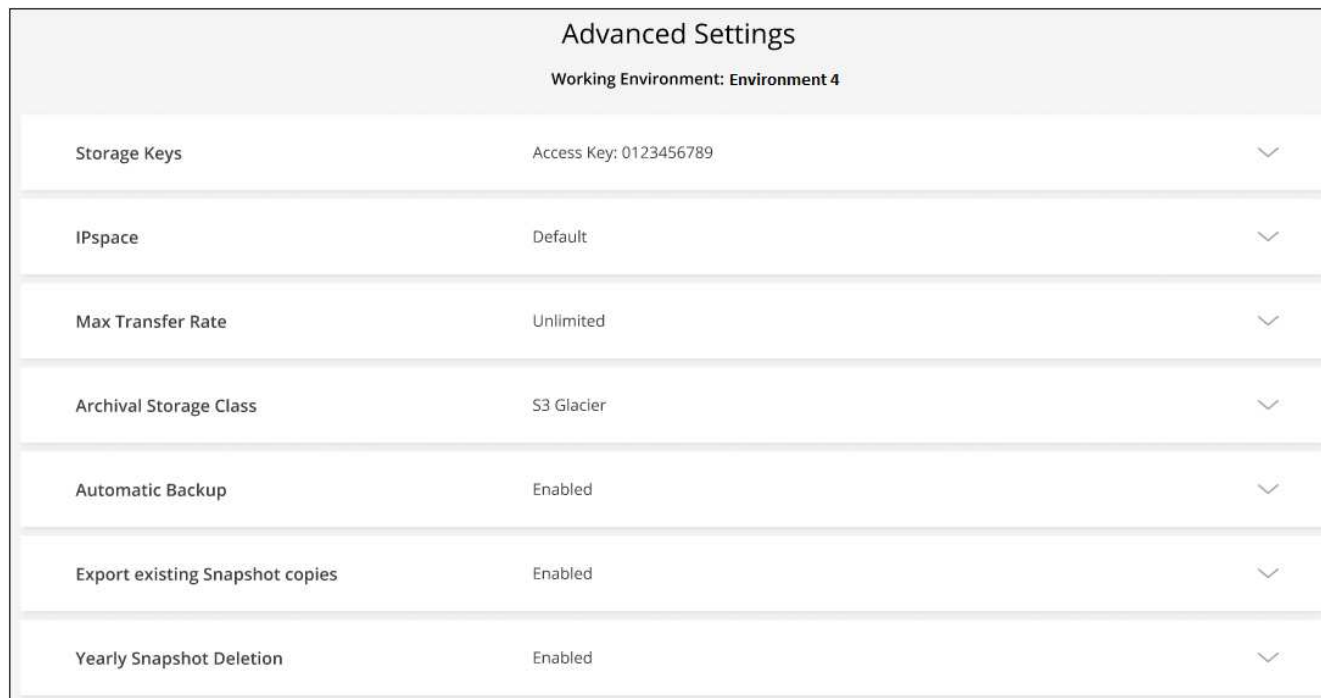 Advanced Settings
Working Environment: Environment 4
Storage Keys Access Key: 0123456789
IPspace Default
Max Transfer Rate Unlimited
Archival Storage Class S3 Glacier
Automatic Backup Enabled
Export existing Snapshot copies Enabled
Yearly Snapshot Deletion Enabled